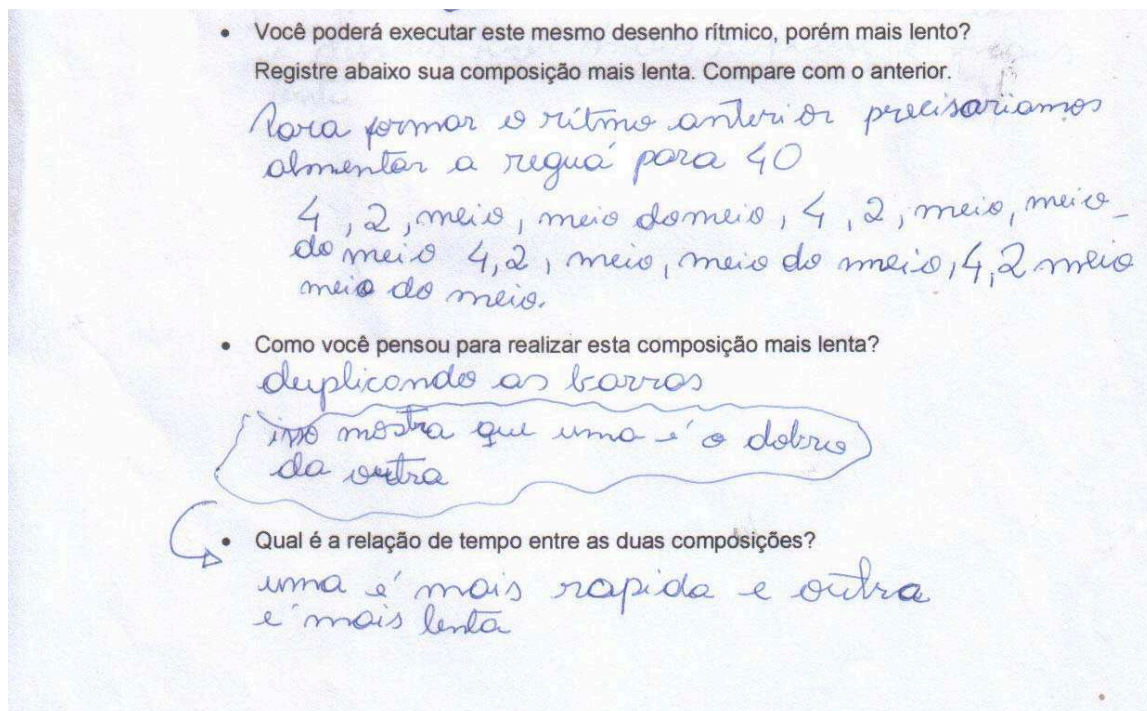 • Você poderá executar este mesmo desenho rítmico, porém mais lento?
Registre abaixo sua composição mais lenta. Compare com o anterior.
Para formar o ritmo anterior precisariamos
almentar a reguá para 40
4, 2, meio, meio do meio, 4, 2, meio, meio
do meio 4, 2, meio, meio do meio, 4, 2 meio
meio do meio.
• Como você pensou para realizar esta composição mais lenta?
duplicando as barras
isso mostra que uma é o dobro
da outra
• Qual é a relação de tempo entre as duas composições?
uma é mais rapida e outra
é mais lenta